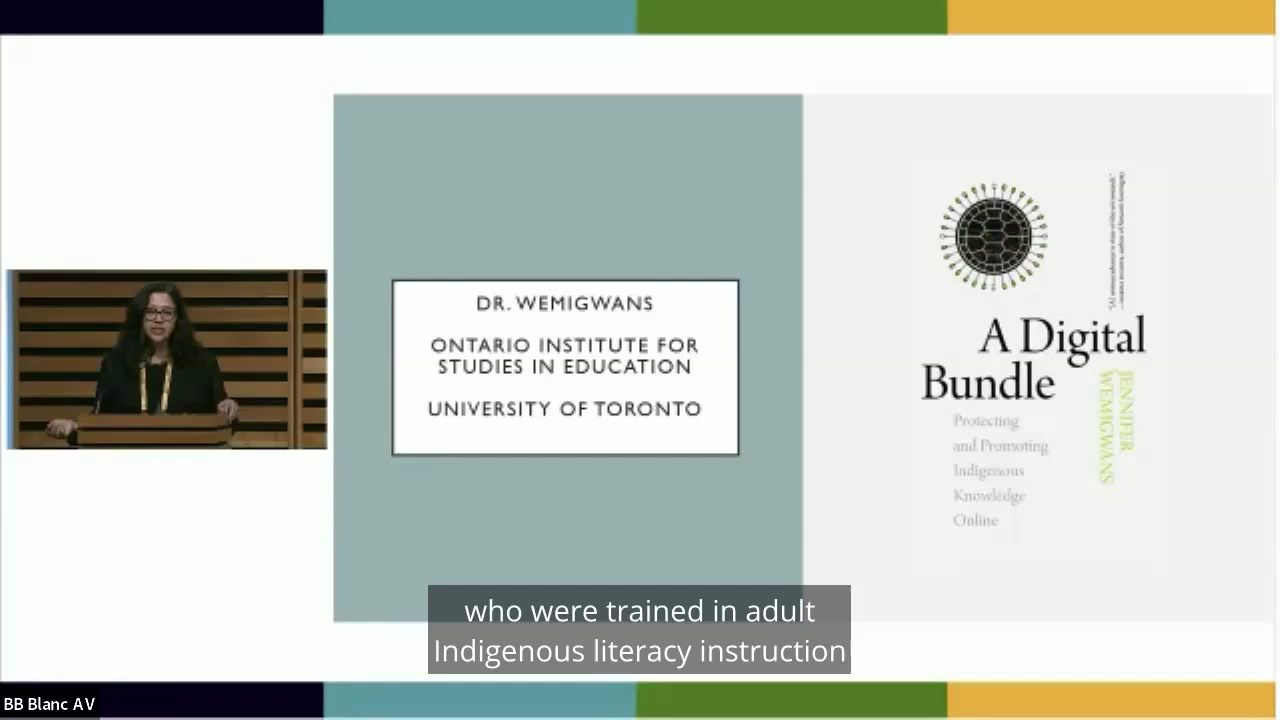 DR. WEMIGWANS
ONTARIO INSTITUTE FOR
STUDIES IN EDUCATION
UNIVERSITY OF TORONTO
A Digital
Bundle
JENNIFER
WEMIGWANS
Protecting
and Promoting
Indigenous
Knowledge
Online
who were trained in adult
Indigenous literacy instruction
BB Blanc AV